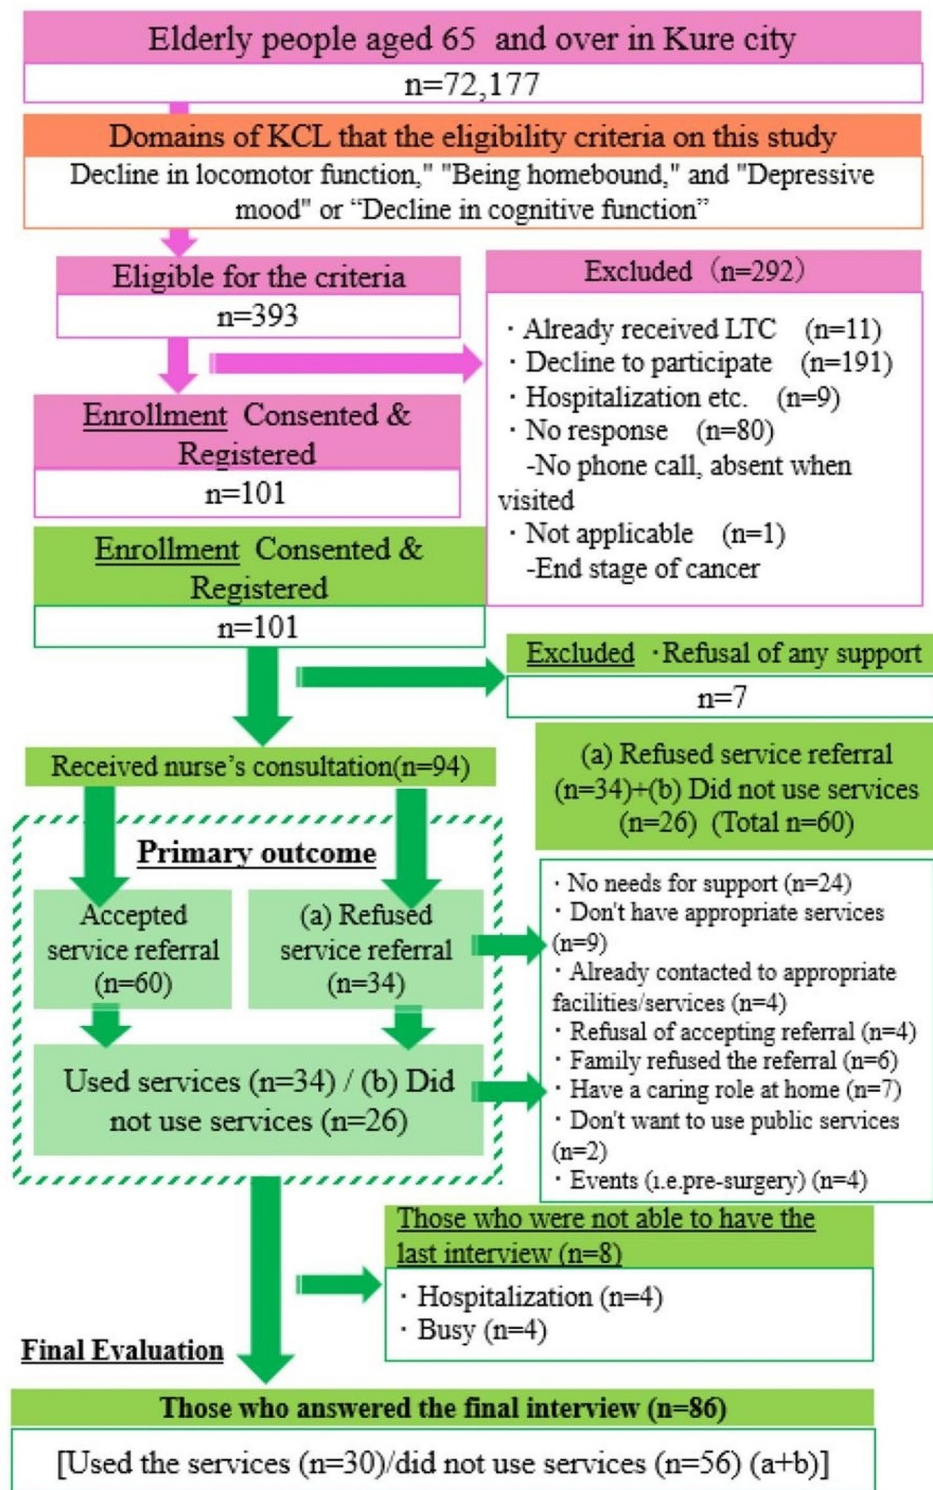 Elderly people aged 65 and over in Kure city
n=72,177
Domains of KCL that the eligibility criteria on this study
Decline in locomotor function," "Being homebound," and "Depressive
mood" or “Decline in cognitive function”
Eligible for the criteria
n=393
Excluded（n=292）
・Already received LTC (n=11)
・Decline to participate (n=191)
・Hospitalization etc. (n=9)
・No response (n=80)
-No phone call, absent when
visited
・Not applicable (n=1)
-End stage of cancer
Enrollment Consented &
Registered
n=101
Enrollment Consented &
Registered
n=101
Excluded ・Refusal of any support
n=7
Received nurse’s consultation(n=94)
(a) Refused service referral
(n=34)+(b) Did not use services
(n=26) (Total n=60)
Primary outcome
Accepted
service referral
(n=60)
(a) Refused
service referral
(n=34)
・No needs for support (n=24)
・Don't have appropriate services
(n=9)
・Already contacted to appropriate
facilities/services (n=4)
・Refusal of accepting referral (n=4)
・Family refused the referral (n=6)
・Have a caring role at home (n=7)
・Don't want to use public services
(n=2)
・Events (i.e.pre-surgery) (n=4)
Used services (n=34) / (b) Did
not use services (n=26)
Those who were not able to have the
last interview (n=8)
・Hospitalization (n=4)
・Busy (n=4)
Final Evaluation
Those who answered the final interview (n=86)
[Used the services (n=30)/did not use services (n=56) (a+b)]